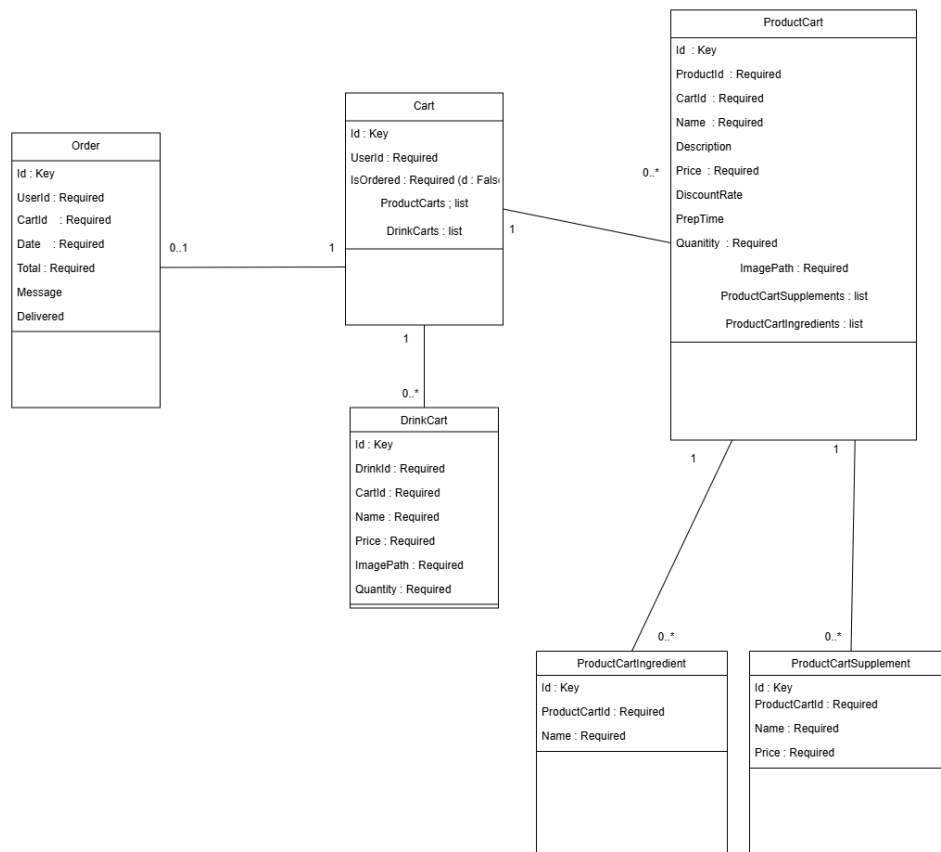 ProductCart
Id : Key
ProductId : Required
CartId : Required
Name : Required
Description
Price : Required
DiscountRate
PrepTime
Quanitity : Required
ImagePath : Required
ProductCartSupplements : list
ProductCartIngredients : list
Cart
Id : Key
UserId : Required
IsOrdered : Required (d : Fals
ProductCarts ; list
DrinkCarts : list
Order
Id : Key
UserId : Required
CartId : Required
Date : Required
Total : Required
Message
Delivered
0..1
1
1
0..*
1
0..*
DrinkCart
Id : Key
DrinkId : Required
CartId : Required
Name : Required
Price : Required
ImagePath : Required
Quantity : Required
1
1
0..*
0..*
ProductCartIngredient
Id : Key
ProductCartId : Required
Name : Required
ProductCartSupplement
Id : Key
ProductCartId : Required
Name : Required
Price : Required